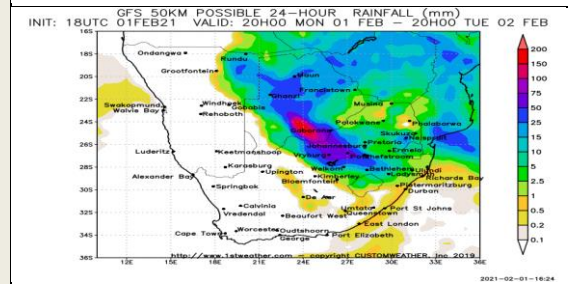 GFS 50KM POSSIBLE 24-HOUR RAINFALL (mm)
INIT: 18UTC 01FEB21 VALID: 20H00 MON 01 FEB - 20H00 TUE 02 FEB
16S
18S
20S
22S
24S
26S
28S
30S
32S
34S
36S
Ondangwa
Rundu
Grootfontein
Maun
Ghanzi
Francistown
Swakopmund
Walvis Bay
Windhoek
Gobabis
Rehoboth
Musina
Polokwane
Phalaborwa
Gaborone
Skukuza
Nelspruit
Pretoria
Johannesburg
Ermelo
Luderitz
Keetmanshoop
Vryburg
Potchefstroom
Karasburg
Upington
Welkom
Bethlehem
Ulundi
Alexander Bay
Kimberley
Ladysmith
Richards Bay
Bloemfontein
Springbok
Pietermaritzburg
Durban
De Aar
Calvinia
Umtata
Port St Johns
Vredendal
Beaufort West
Queenstown
East London
Cape Town
Worcester
Oudtshoorn
George
Port Elizabeth
http://www.1stweather.com - copyright CUSTOMWEATHER, Inc 2019
12E 15E 18E 21E 24E 27E 30E 33E 36E
200
150
100
75
50
25
15
10
5
2.5
1
0.5
0.2
0.1
2021-02-01-16:24